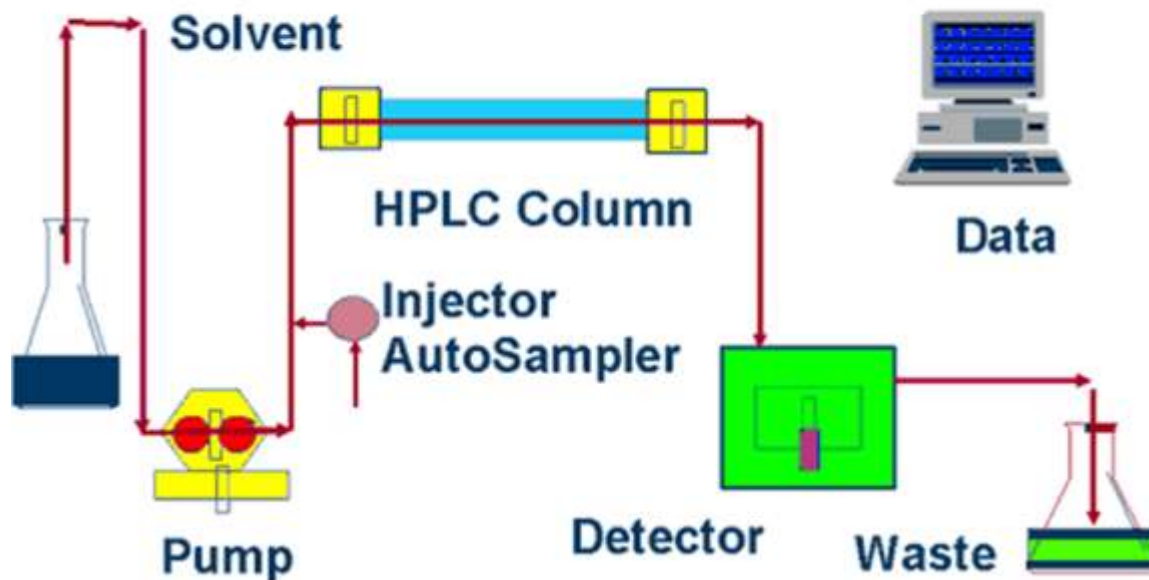 Solvent
HPLC Column
Data
Injector
AutoSampler
Pump
Detector
Waste